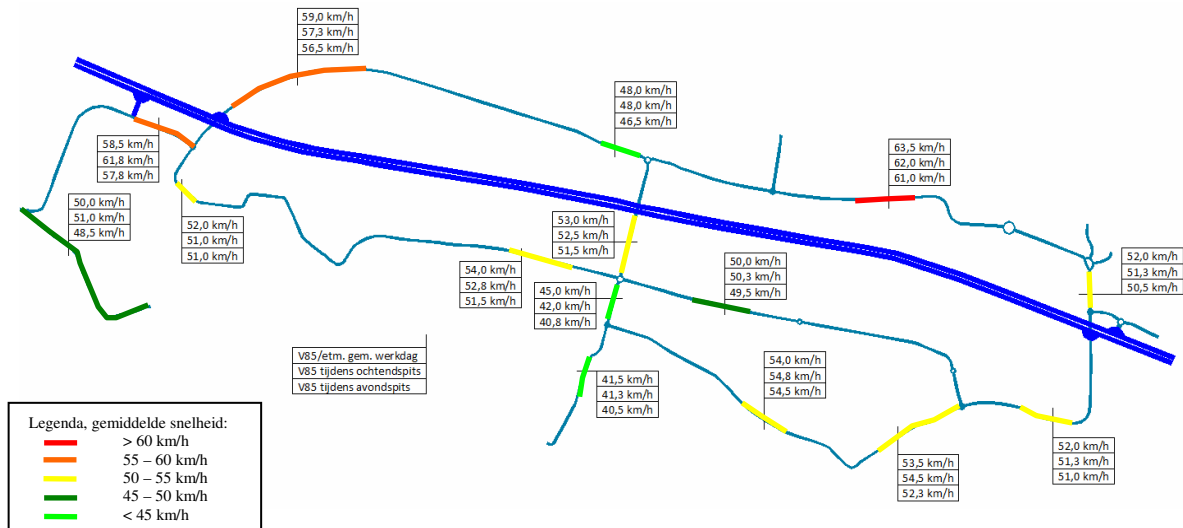 59,0 km/h
57,3 km/h
56,5 km/h
48,0 km/h
48,0 km/h
46,5 km/h
58,5 km/h
61,8 km/h
57,8 km/h
63,5 km/h
62,0 km/h
61,0 km/h
50,0 km/h
51,0 km/h
48,5 km/h
52,0 km/h
51,0 km/h
51,0 km/h
53,0 km/h
52,5 km/h
51,5 km/h
52,0 km/h
51,3 km/h
50,5 km/h
54,0 km/h
52,8 km/h
51,5 km/h
50,0 km/h
50,3 km/h
49,5 km/h
45,0 km/h
42,0 km/h
40,8 km/h
V85/etm. gem. werkdag
V85 tijdens ochtendspits
V85 tijdens avondspits
54,0 km/h
54,8 km/h
54,5 km/h
41,5 km/h
41,3 km/h
40,5 km/h
52,0 km/h
51,3 km/h
51,0 km/h
53,5 km/h
54,5 km/h
52,3 km/h
Legenda, gemiddelde snelheid:
> 60 km/h
55 – 60 km/h
50 – 55 km/h
45 – 50 km/h
< 45 km/h